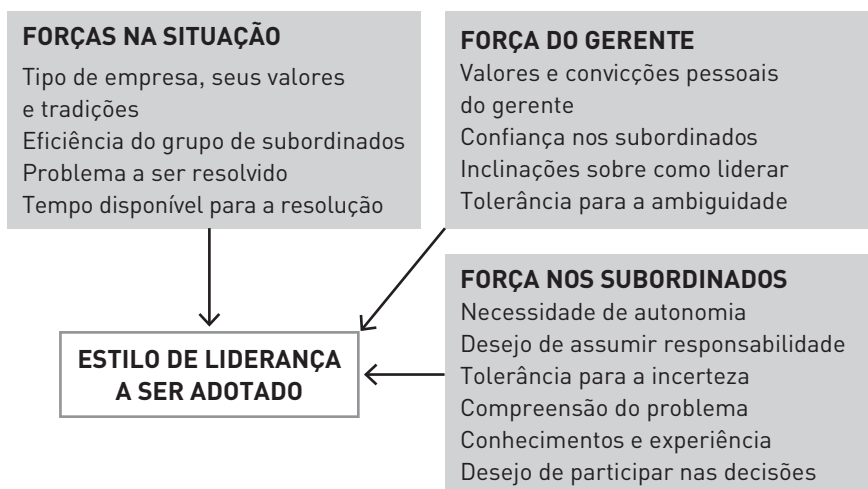 FORÇAS NA SITUAÇÃO
Tipo de empresa, seus valores
e tradições
Eficiência do grupo de subordinados
Problema a ser resolvido
Tempo disponível para a resolução
FORÇA DO GERENTE
Valores e convicções pessoais
do gerente
Confiança nos subordinados
Inclinações sobre como liderar
Tolerância para a ambiguidade
FORÇA NOS SUBORDINADOS
Necessidade de autonomia
Desejo de assumir responsabilidade
Tolerância para a incerteza
Compreensão do problema
Conhecimentos e experiência
Desejo de participar nas decisões
ESTILO DE LIDERANÇA
A SER ADOTADO